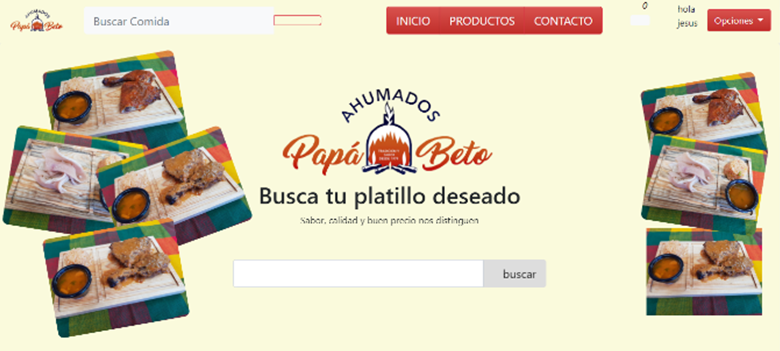 AHUMADOS
Papá Beto
Buscar Comida
INICIO PRODUCTOS CONTACTO
0
hola
jesus
Opciones
AHUMADOS
Papá Beto
Busca tu platillo deseado
Sabor, calidad y buen precio nos distinguen
buscar